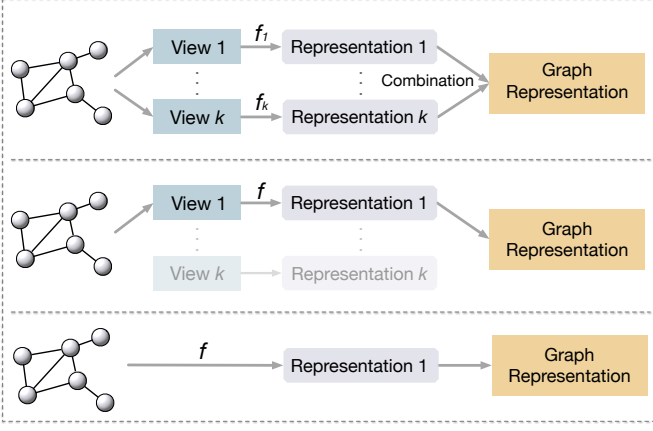 View 1
f1
Representation 1
Combination
View k
fk
Representation k
Graph
Representation
View 1
f
Representation 1
Graph
Representation
View k
Representation k
f
Representation 1
Graph
Representation